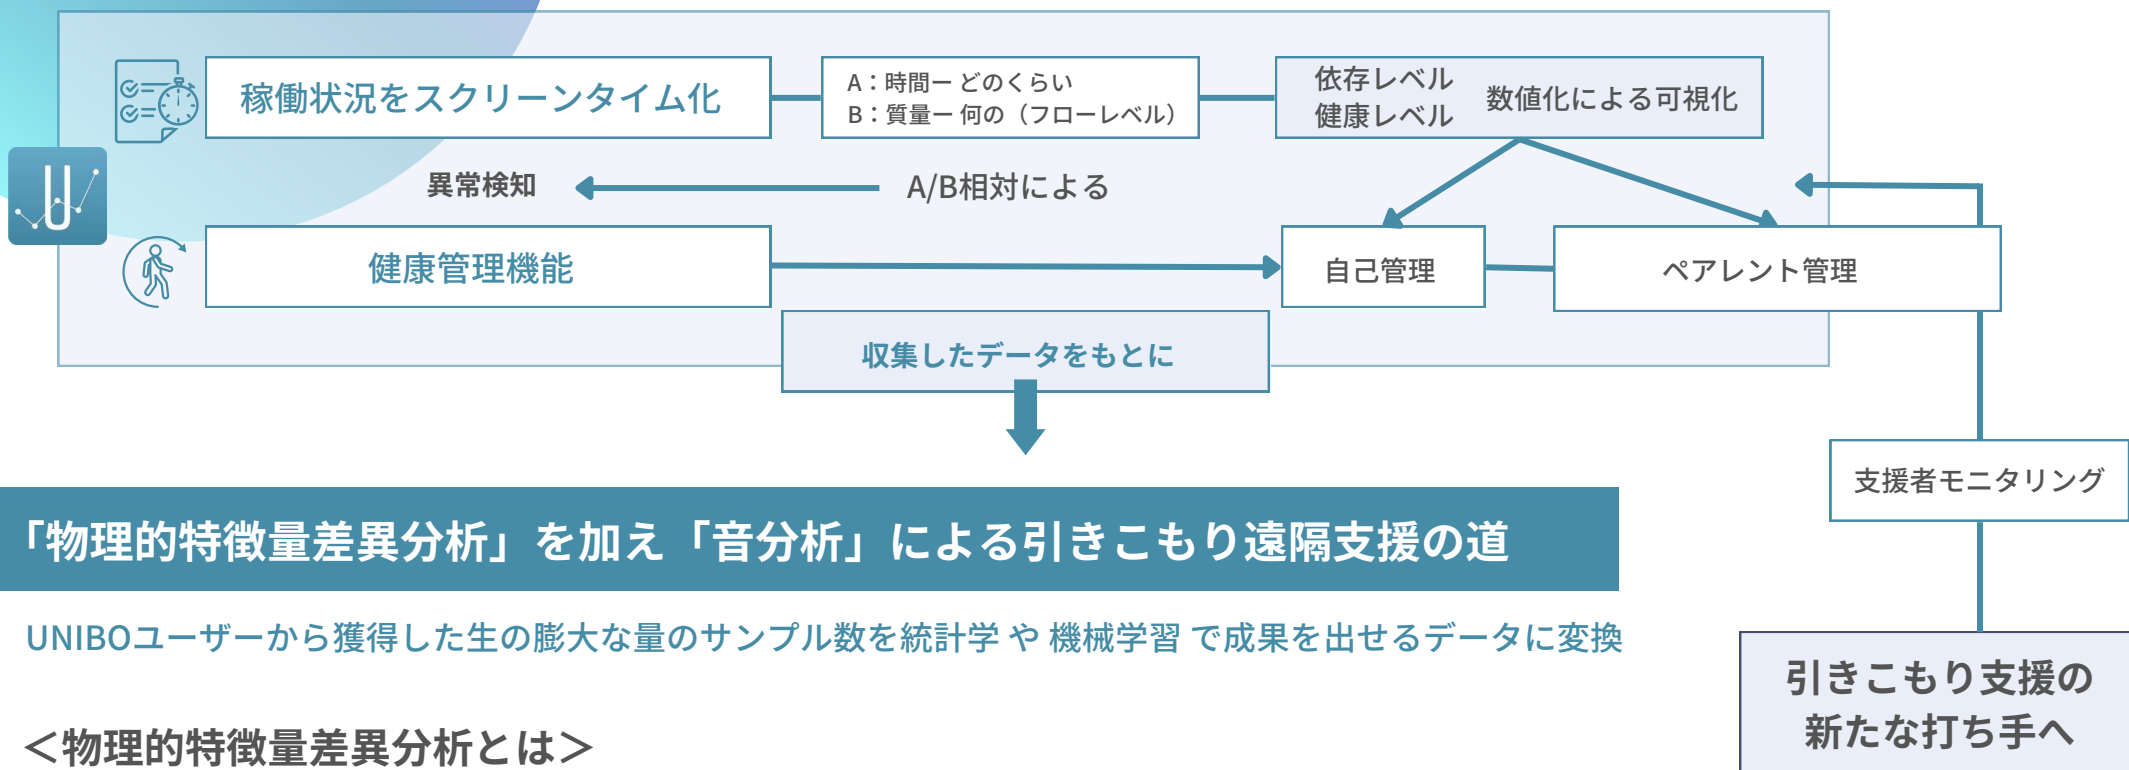 稼働状況をスクリーンタイム化
A：時間ー どのくらい
B：質量ー 何の（フローレベル）
依存レベル
健康レベル
数値化による可視化
異常検知
A/B相対による
U
健康管理機能
自己管理
ペアレント管理
収集したデータをもとに
支援者モニタリング
「物理的特徴量差異分析」を加え「音分析」による引きこもり遠隔支援の道
UNIBOユーザーから獲得した生の膨大な量のサンプル数を統計学 や 機械学習 で成果を出せるデータに変換
引きこもり支援の
新たな打ち手へ
＜物理的特徴量差異分析とは＞